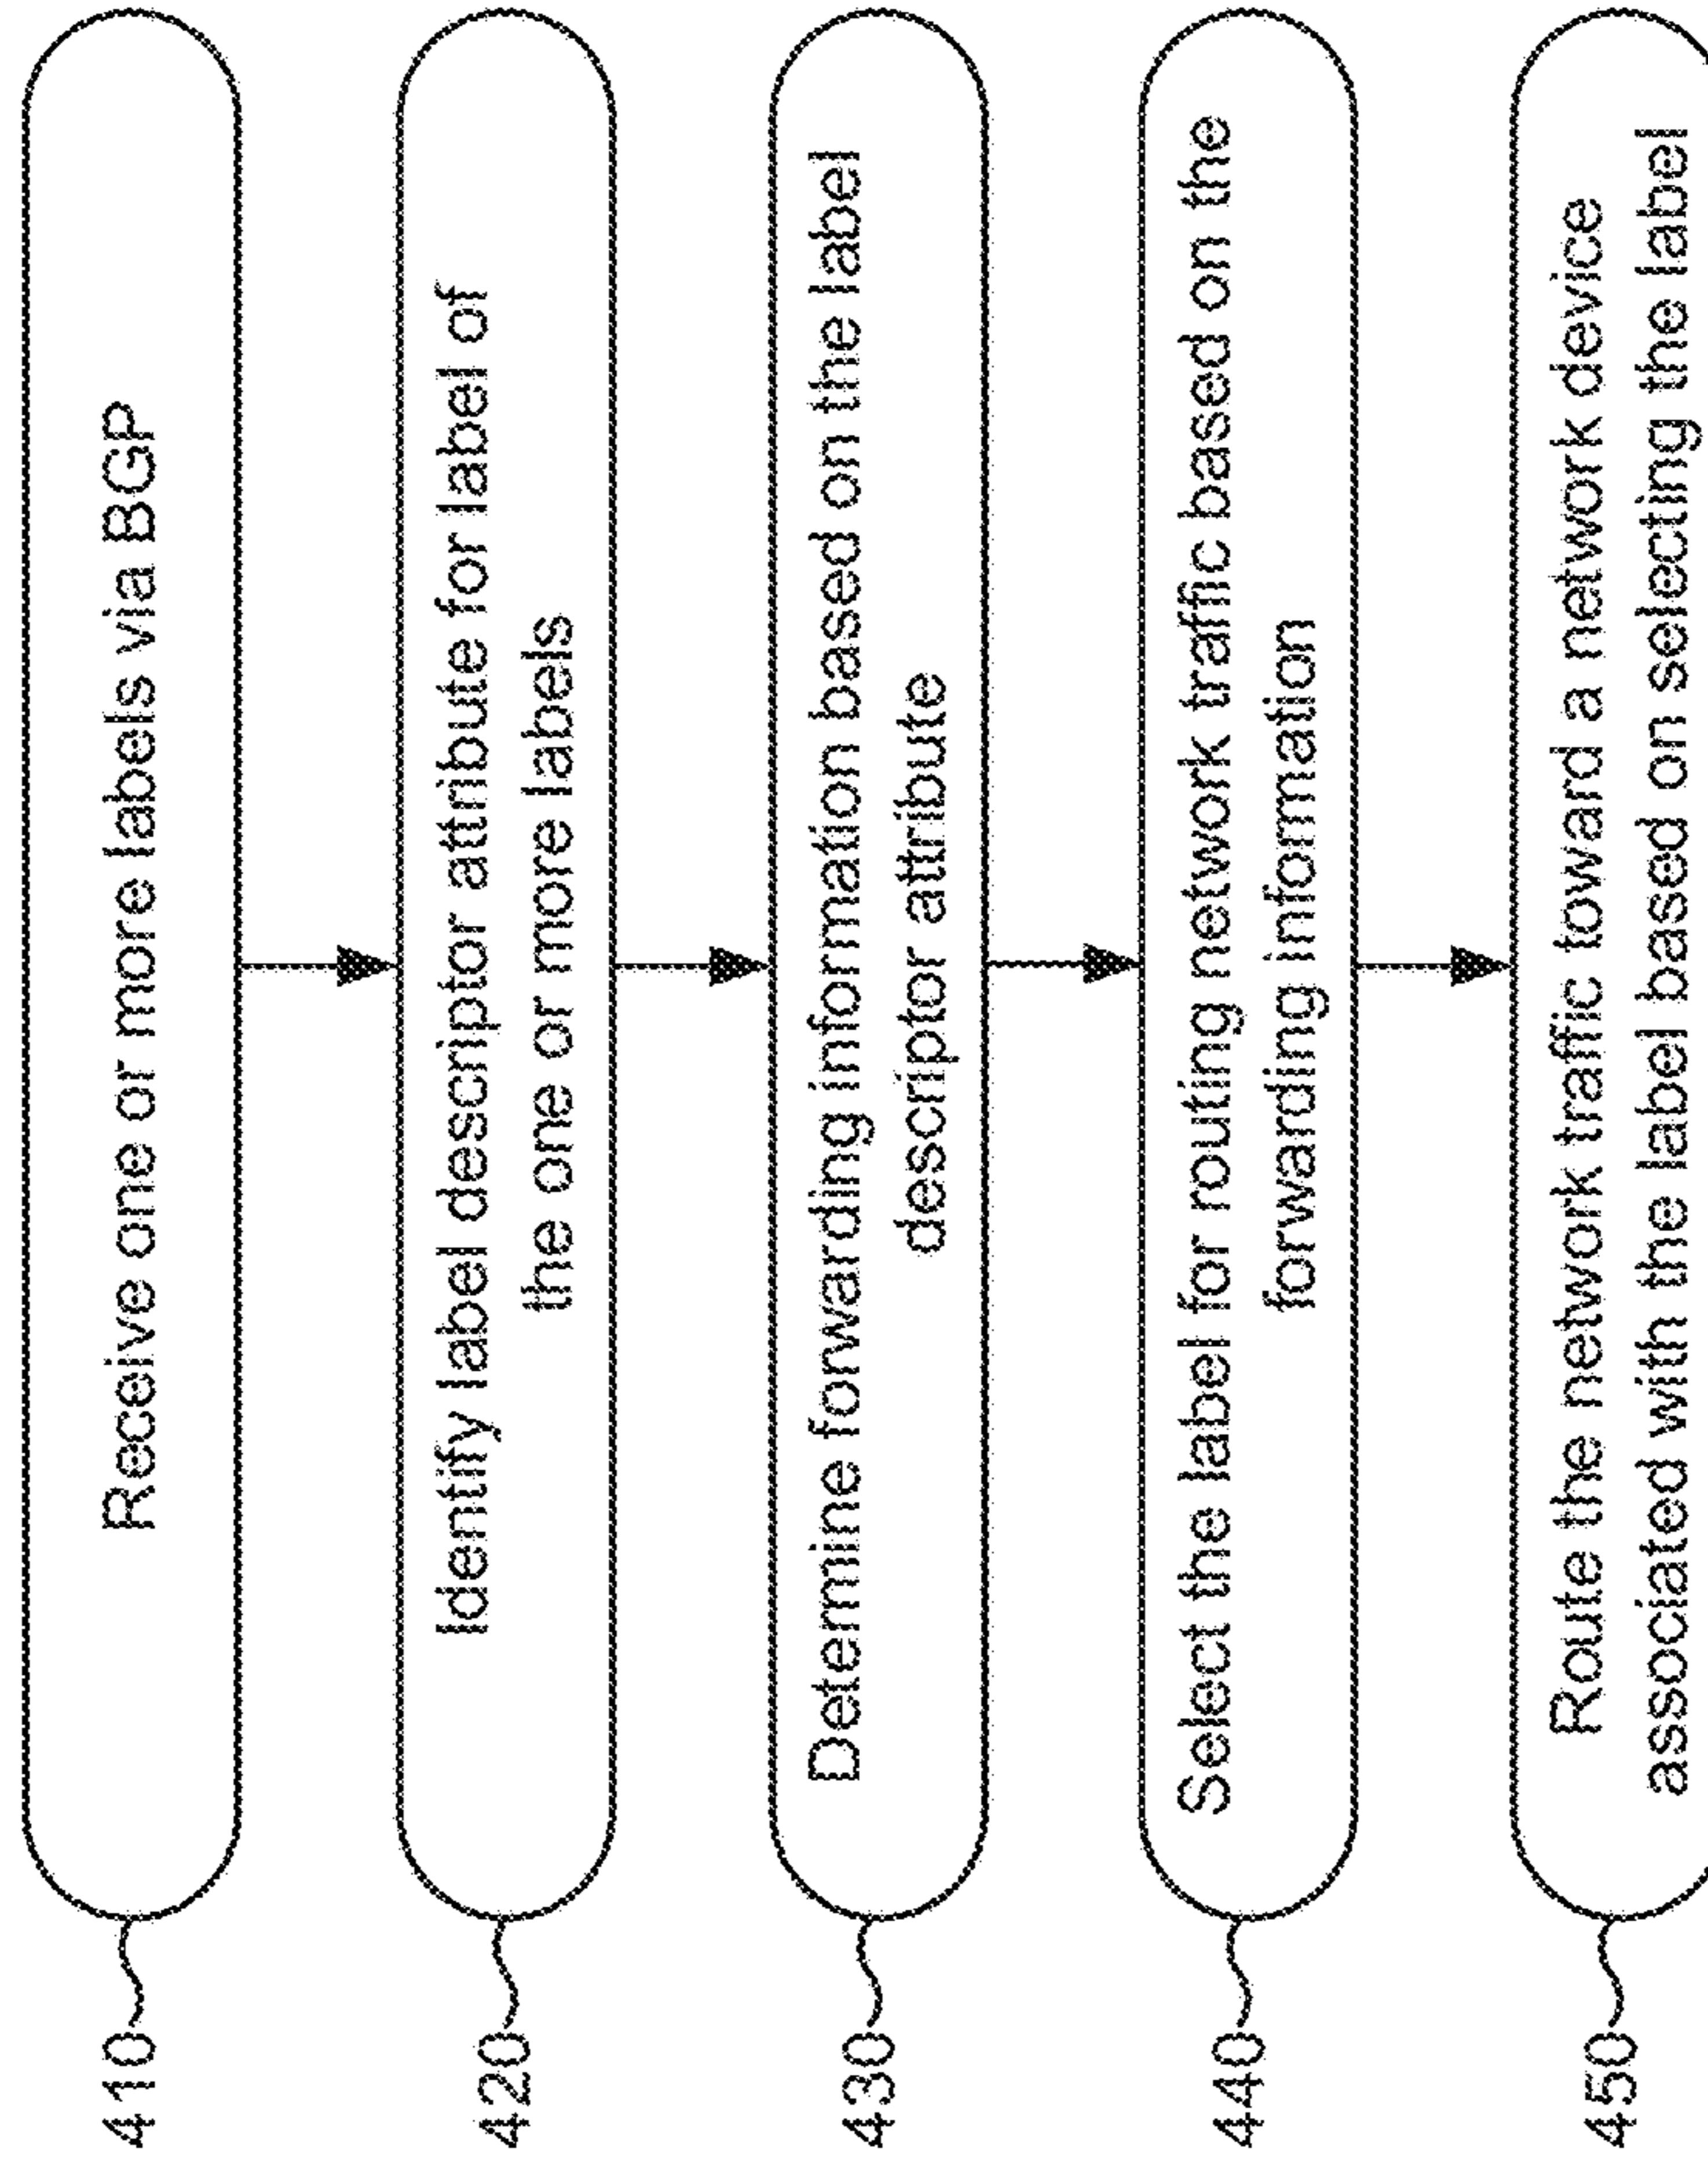 410
Receive one or more labels via BGP
420
Identify label descriptor attribute for label of
the one or more labels
430
Determine forwarding information based on the label
descriptor attribute
440
Select the label for routing network traffic based on the
forwarding information
450
Route the network traffic toward a network device
associated with the label based on selecting the label